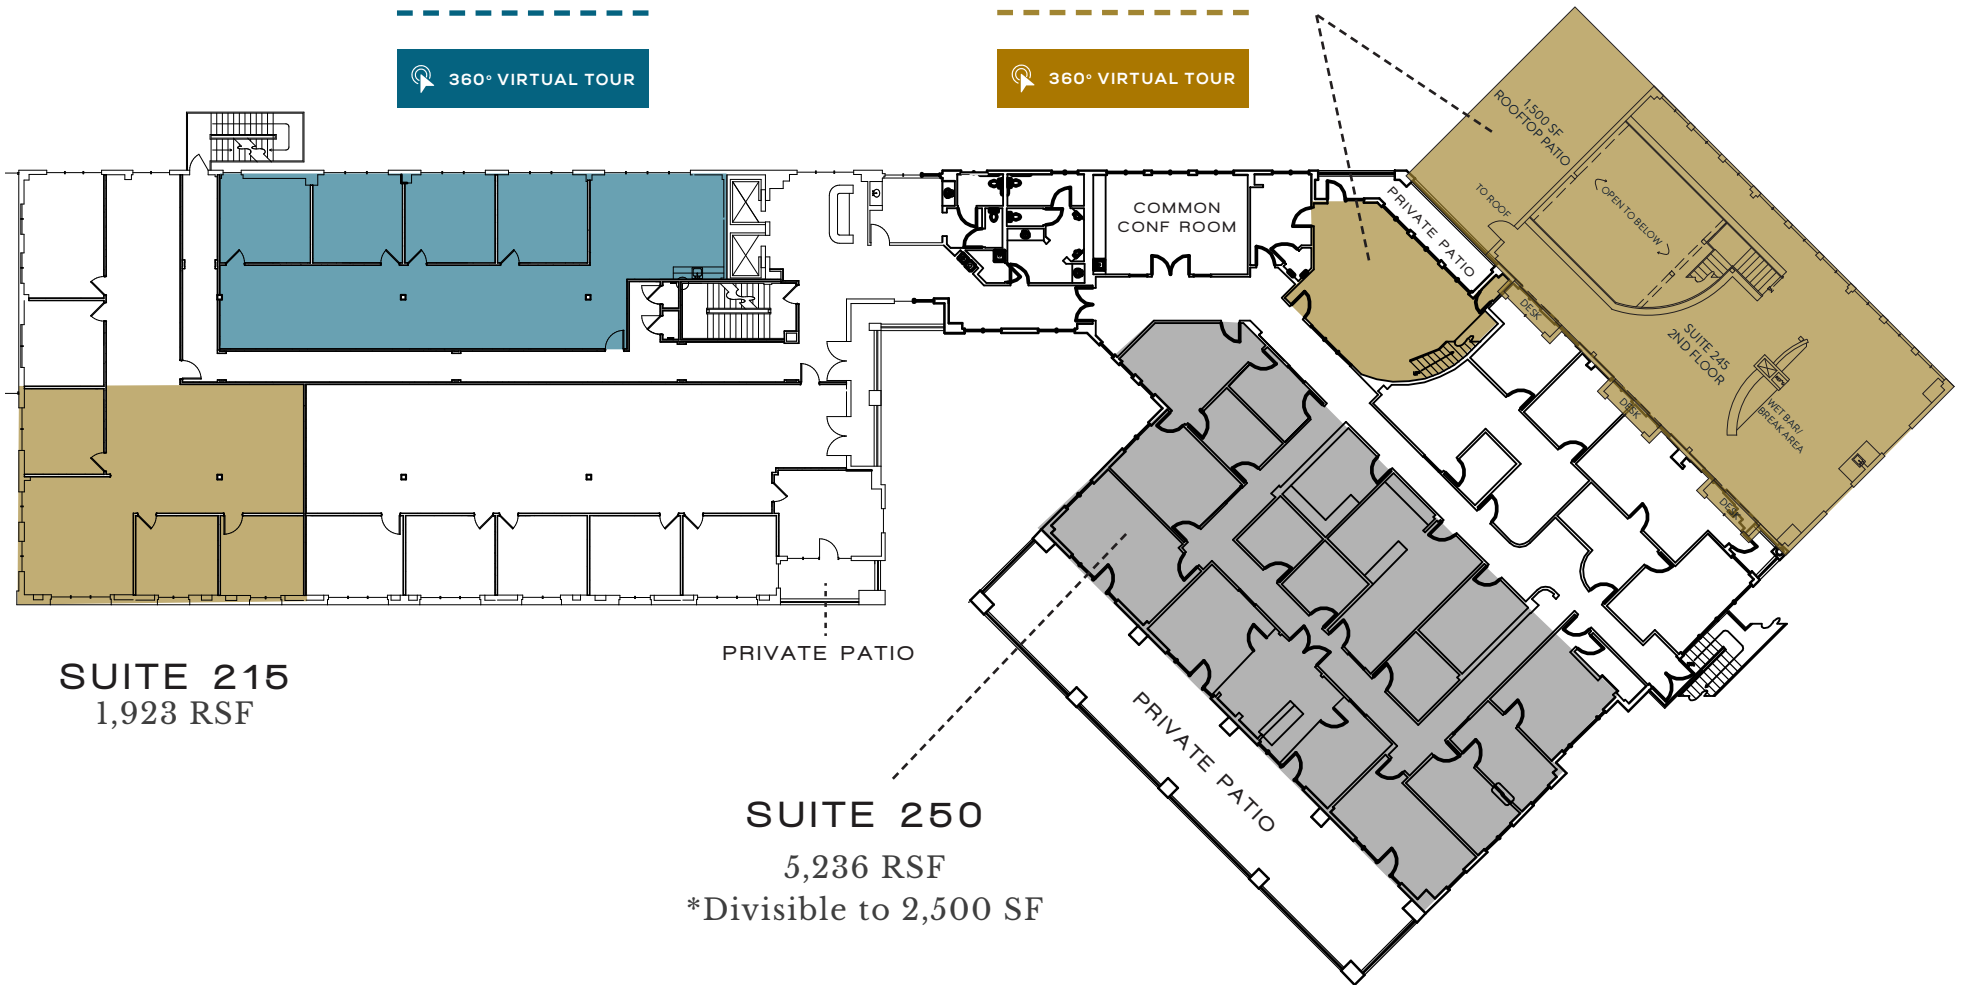 360° VIRTUAL TOUR
360° VIRTUAL TOUR
1,500 SF
ROOFTOP PATIO
TO ROOF
OPEN TO BELOW
PRIVATE PATIO
COMMON
CONF ROOM
DESK
SUITE 245
2ND FLOOR
DESK
WET BAR/
BREAK AREA
DESK
PRIVATE PATIO
SUITE 215
1,923 RSF
PRIVATE PATIO
SUITE 250
5,236 RSF
*Divisible to 2,500 SF